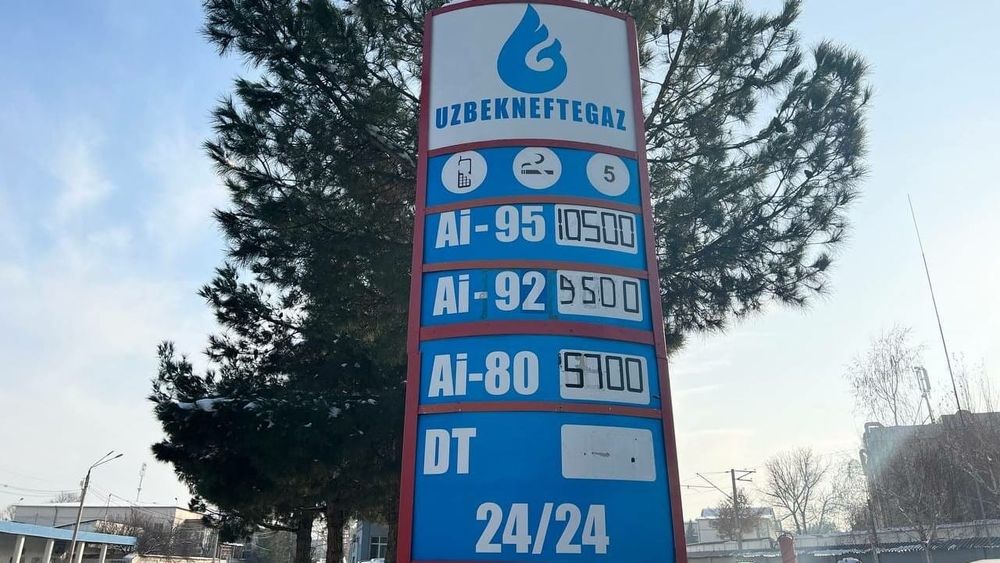 UZBEKNEFTEGAZ
5
Ai-95 10500
Ai-92 9500
Ai-80 5700
DT
24/24